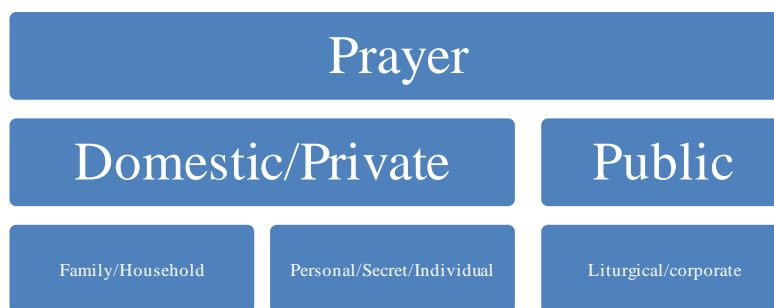 Prayer
Domestic/Private
Public
Family/Household
Personal/Secret/Individual
Liturgical/corporate